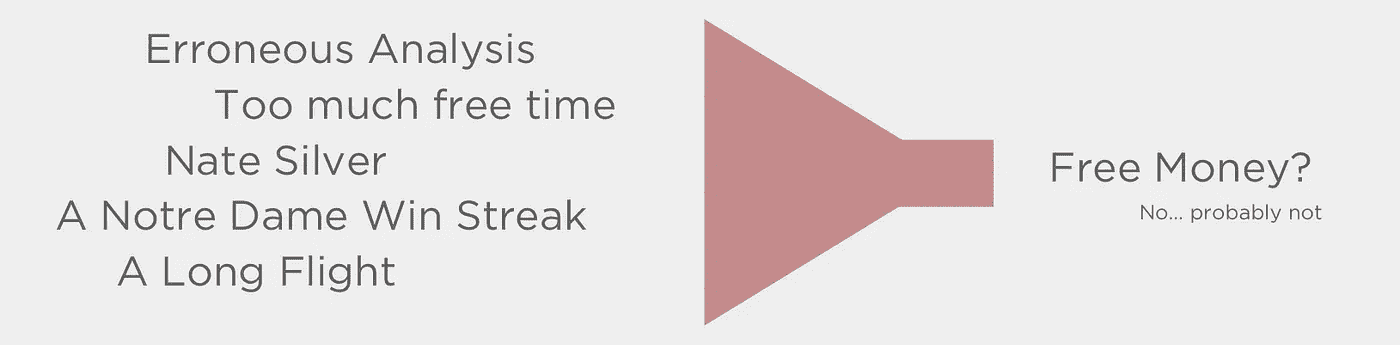 Erroneous Analysis
Too much free time
Nate Silver
A Notre Dame Win Streak
A Long Flight
Free Money?
No... probably not